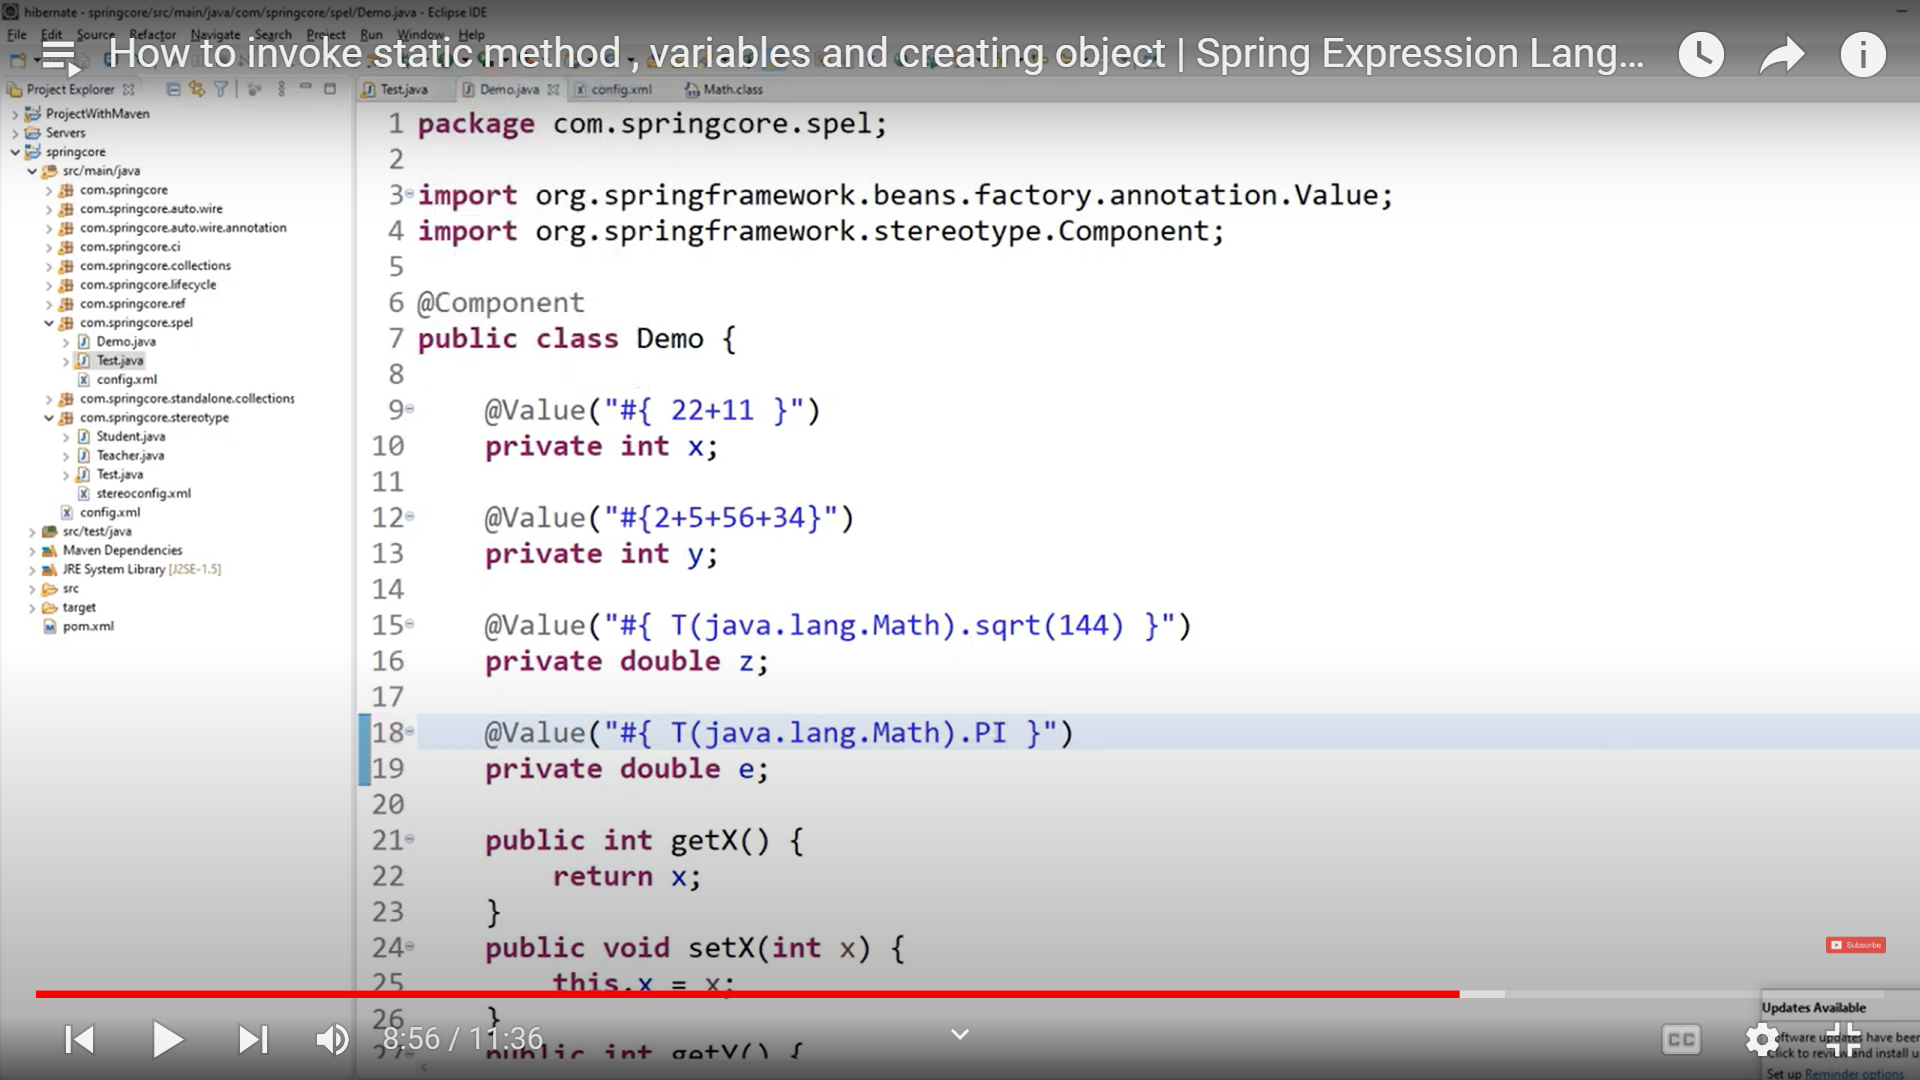 hibernate - springcore/src/main/java/com/springcore/spel/Demo.java - Eclipse IDE
File Edit Source Refactor Navigate Search Project Run Window Help
How to invoke static method , variables and creating object | Spring Expression Lang...
Project Explorer
Test.java Demo.java config.xml Math.class
ProjectWithMaven
Servers
springcore
src/main/java
com.springcore
com.springcore.auto.wire
com.springcore.auto.wire.annotation
com.springcore.ci
com.springcore.collections
com.springcore.lifecycle
com.springcore.ref
com.springcore.spel
Demo.java
Test.java
config.xml
com.springcore.standalone.collections
com.springcore.stereotype
Student.java
Teacher.java
Test.java
stereoconfig.xml
config.xml
src/test/java
Maven Dependencies
JRE System Library [J2SE-1.5]
src
target
pom.xml
1 package com.springcore.spel;
2
3 import org.springframework.beans.factory.annotation.Value;
4 import org.springframework.stereotype.Component;
5
6 @Component
7 public class Demo {
8
9 @Value("#{ 22+11 }")
10 private int x;
11
12 @Value("#{2+5+56+34}")
13 private int y;
14
15 @Value("#{ T(java.lang.Math).sqrt(144) }")
16 private double z;
17
18 @Value("#{ T(java.lang.Math).PI }")
19 private double e;
20
21 public int getX() {
22 return x;
23 }
24 public void setX(int x) {
25 this.x = x;
26 }
27 public int getY() {
Subscribe
8:56 / 11:36
CC
Updates Available
Software updates have been
Click to review and install u
Set up Reminder options